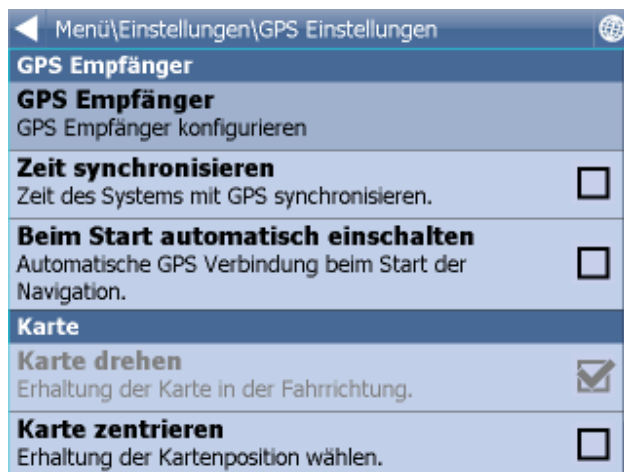 Menü\Einstellungen\GPS Einstellungen
GPS Empfänger
GPS Empfänger
GPS Empfänger konfigurieren
Zeit synchronisieren
Zeit des Systems mit GPS synchronisieren.
Beim Start automatisch einschalten
Automatische GPS Verbindung beim Start der
Navigation.
Karte
Karte drehen
Erhaltung der Karte in der Fahrrichtung.
Karte zentrieren
Erhaltung der Kartenposition wählen.